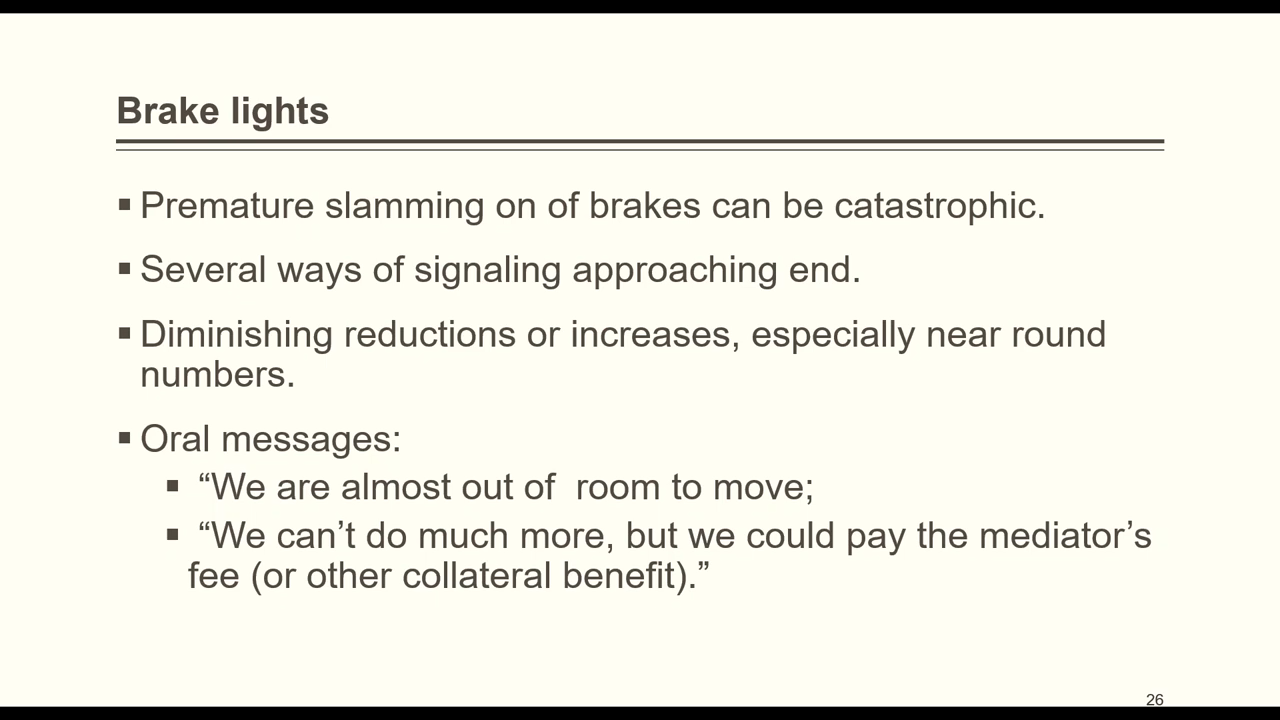 Brake lights
▪ Premature slamming on of brakes can be catastrophic.
▪ Several ways of signaling approaching end.
▪ Diminishing reductions or increases, especially near round
numbers.
▪ Oral messages:
▪ “We are almost out of  room to move;
▪ “We can’t do much more, but we could pay the mediator’s
fee (or other collateral benefit).”
26